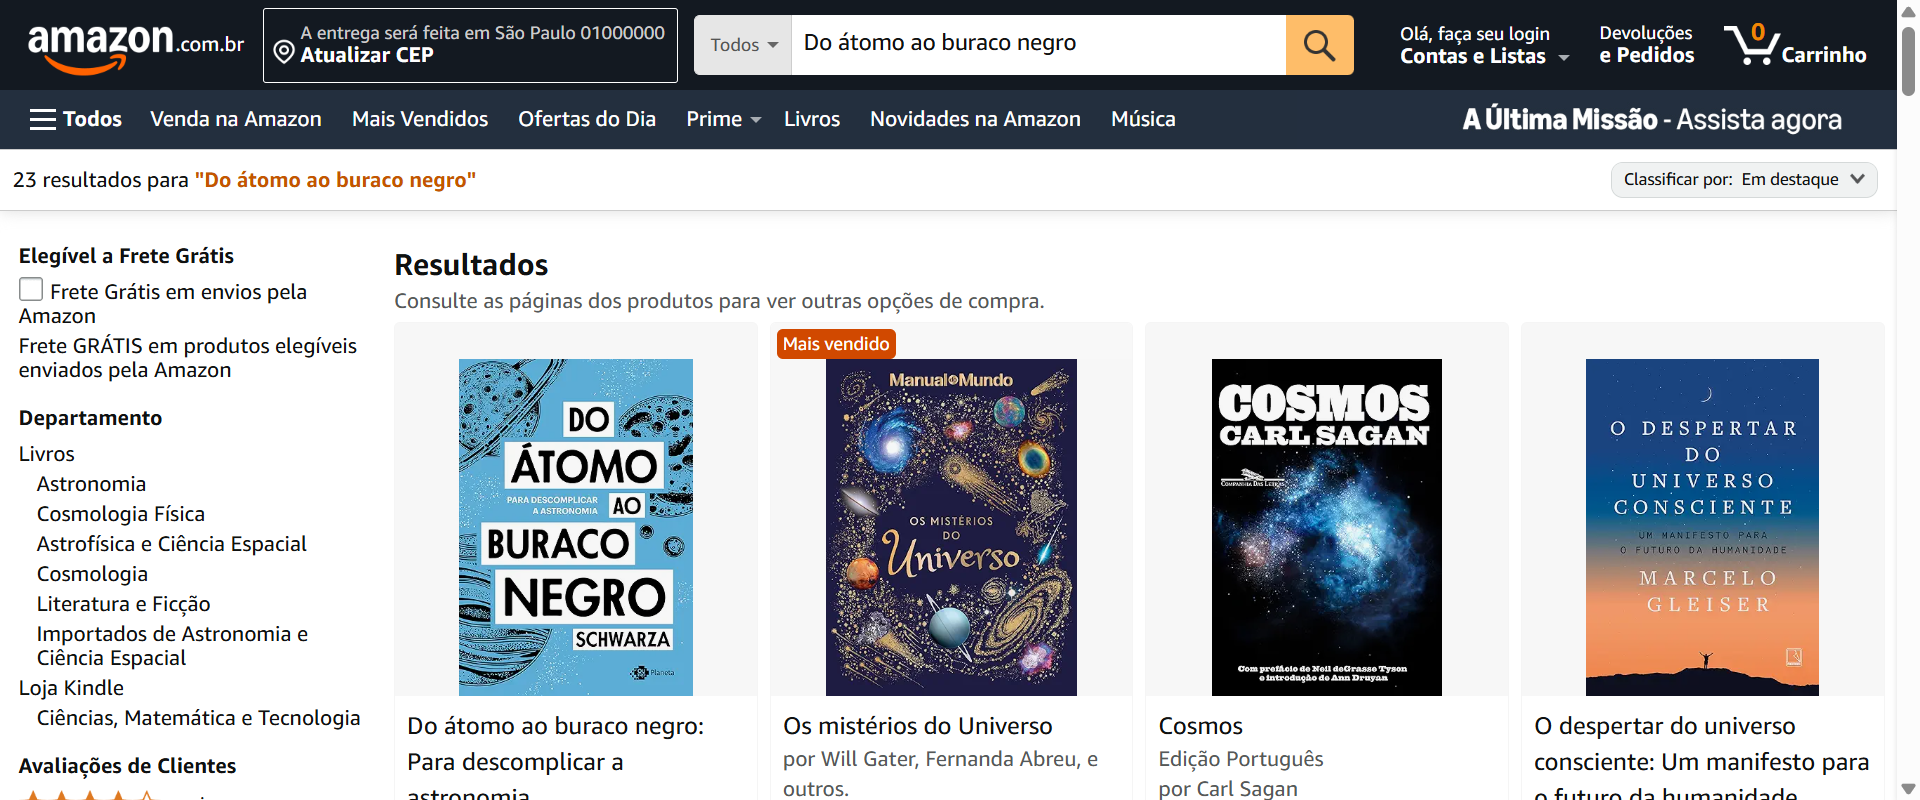 amazon.com.br
A entrega será feita em São Paulo 01000000
Atualizar CEP
Todos
Do átomo ao buraco negro
Olá, faça seu login
Contas e Listas
Devoluções
e Pedidos
0
Carrinho
Todos
Venda na Amazon
Mais Vendidos
Ofertas do Dia
Prime
Livros
Novidades na Amazon
Música
A Última Missão - Assista agora
23 resultados para "Do átomo ao buraco negro"
Classificar por: Em destaque
Elegível a Frete Grátis
Frete Grátis em envios pela
Amazon
Frete GRÁTIS em produtos elegíveis
enviados pela Amazon
Departamento
Livros
Astronomia
Cosmologia Física
Astrofísica e Ciência Espacial
Cosmologia
Literatura e Ficção
Importados de Astronomia e
Ciência Espacial
Loja Kindle
Ciências, Matemática e Tecnologia
Avaliações de Clientes
Resultados
Consulte as páginas dos produtos para ver outras opções de compra.
DO
ÁTOMO
PARA DESCOMPLICAR
A ASTRONOMIA
AO
BURACO
NEGRO
SCHWARZA
Planeta
Do átomo ao buraco negro:
Para descomplicar a
astronomia
Mais vendido
Manual do Mundo
OS MISTÉRIOS
DO
Universo
Os mistérios do Universo
por Will Gater, Fernanda Abreu, e
outros.
COSMOS
CARL SAGAN
COMPANHIA DAS LETRAS
Com prefácio de Neil deGrasse Tyson
e introdução de Ann Druyan
Cosmos
Edição Português
por Carl Sagan
O DESPERTAR
DO
UNIVERSO
CONSCIENTE
UM MANIFESTO PARA
O FUTURO DA HUMANIDADE
MARCELO
GLEISER
O despertar do universo
consciente: Um manifesto para
o futuro da humanidade